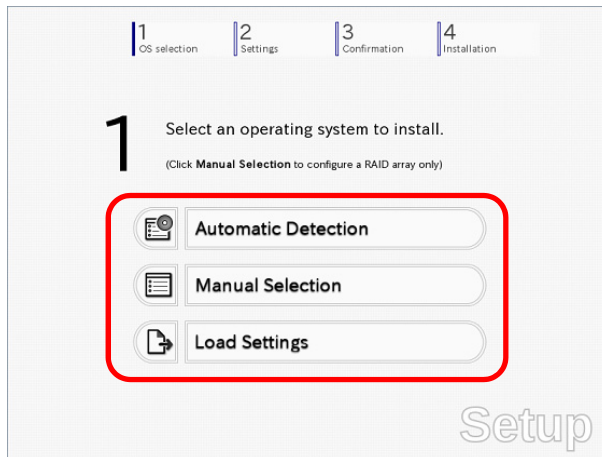 1
OS selection
2
Settings
3
Confirmation
4
Installation
1
Select an operating system to install.
(Click Manual Selection to configure a RAID array only)
Automatic Detection
Manual Selection
Load Settings
Setup